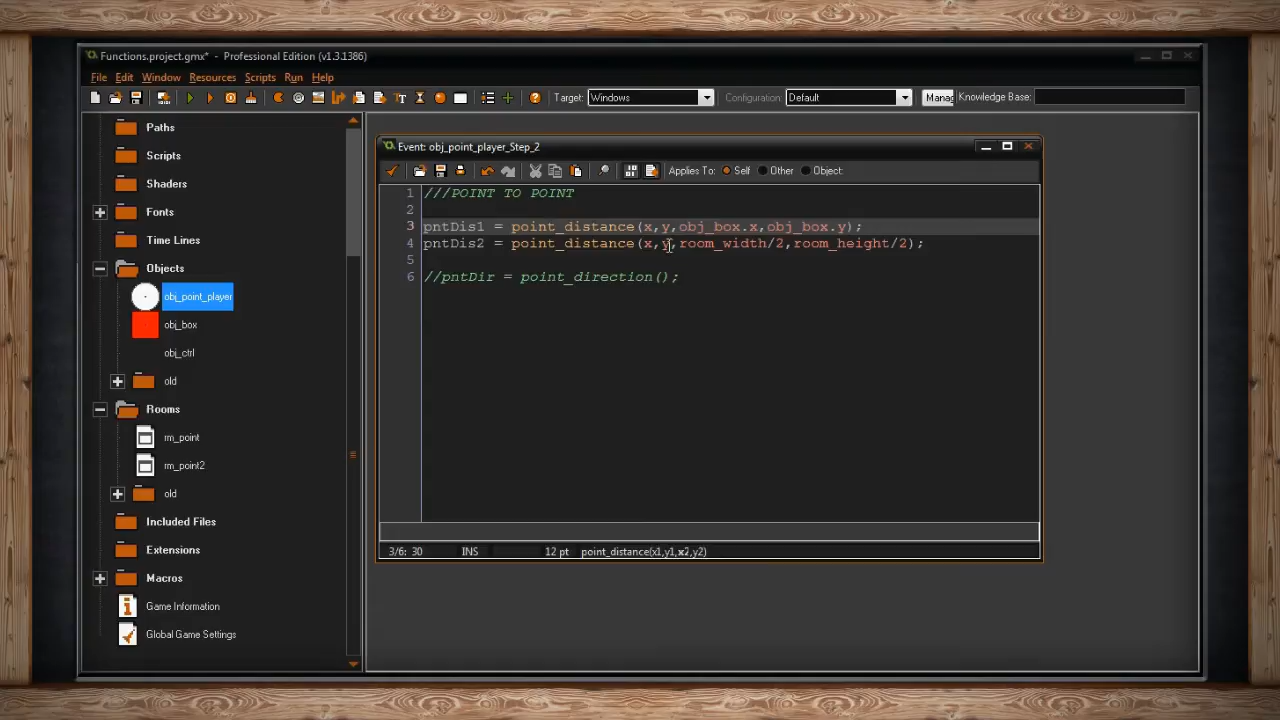 Functions.project.gmx* - Professional Edition (v1.3.1386)
File Edit Window Resources Scripts Run Help
Target: Windows Configuration: Default Manag Knowledge Base:
Paths
Scripts
Shaders
Fonts
Time Lines
Objects
obj_point_player
obj_box
obj_ctrl
old
Rooms
rm_point
rm_point2
old
Included Files
Extensions
Macros
Game Information
Global Game Settings
Event: obj_point_player_Step_2
Applies To: Self Other Object:
1 ///POINT TO POINT
2
3 pntDis1 = point_distance(x,y,obj_box.x,obj_box.y);
4 pntDis2 = point_distance(x,y,room_width/2,room_height/2);
5
6 //pntDir = point_direction();
3/6: 30 INS 12 pt point_distance(x1,y1,x2,y2)